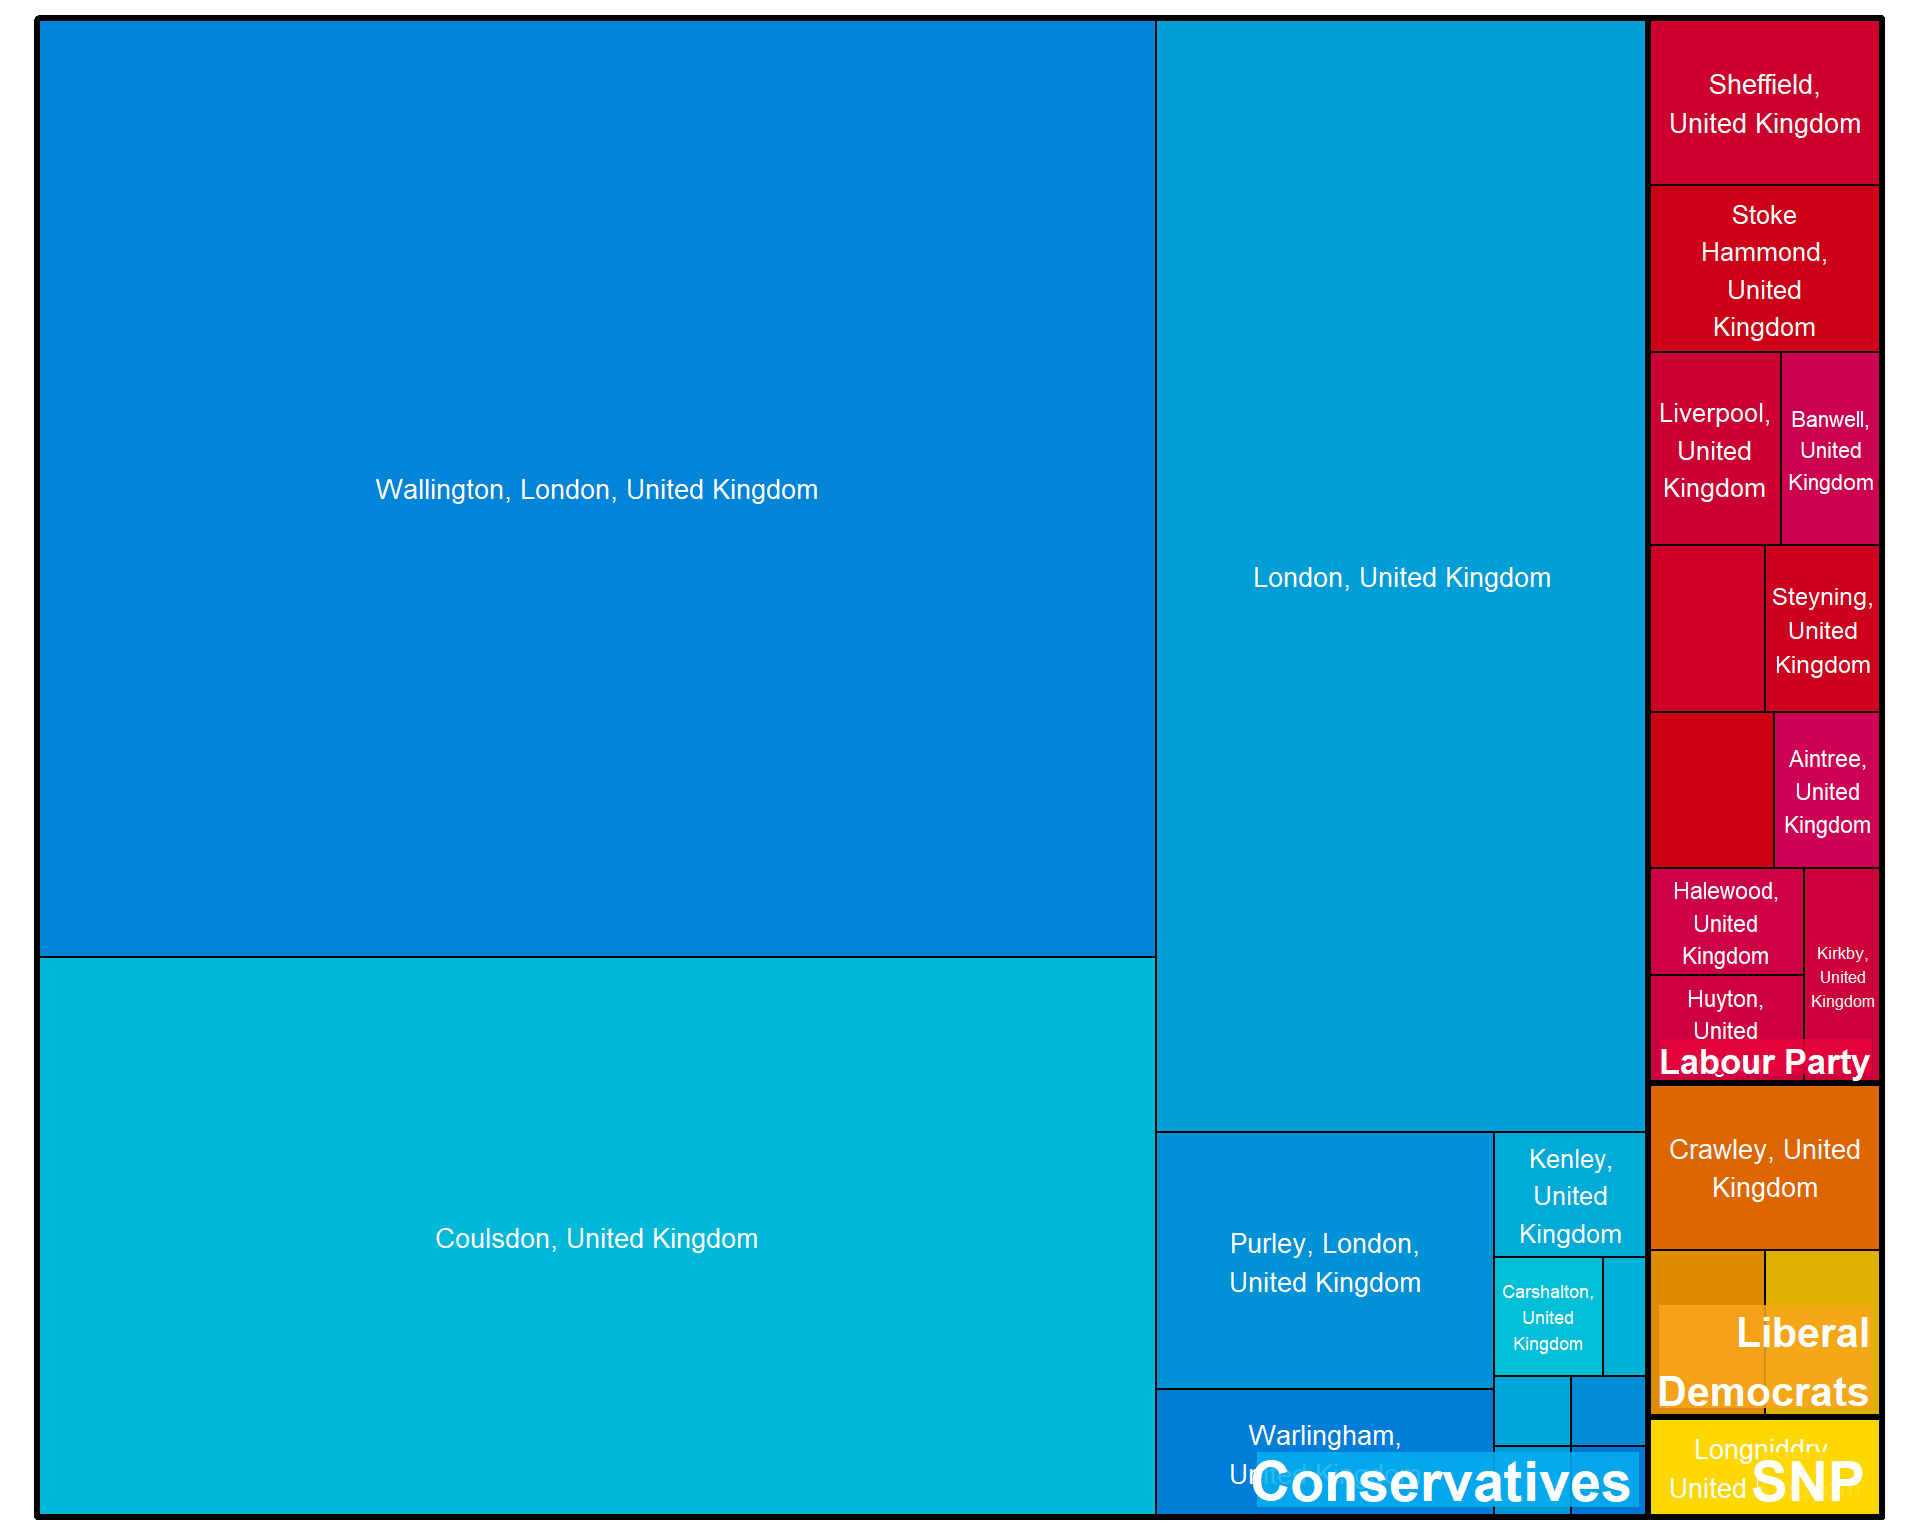 Wallington, London, United Kingdom
Coulsdon, United Kingdom
London, United Kingdom
Purley, London,
United Kingdom
Warlingham,
United Kingdom
Kenley,
United
Kingdom
Carshalton,
United
Kingdom
Conservatives
Sheffield,
United Kingdom
Stoke
Hammond,
United
Kingdom
Liverpool,
United
Kingdom
Banwell,
United
Kingdom
Steyning,
United
Kingdom
Aintree,
United
Kingdom
Halewood,
United
Kingdom
Kirkby,
United
Kingdom
Huyton,
United
Labour Party
Crawley, United
Kingdom
Liberal
Democrats
Longniddry,
United
SNP